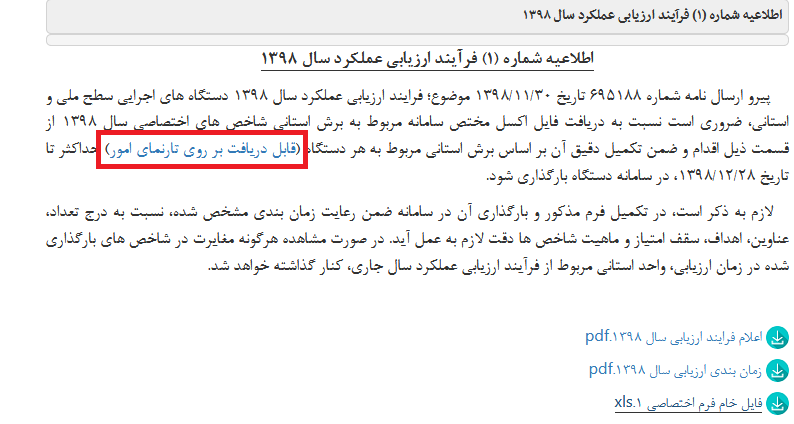 اطلاعیه شماره (۱) فرآیند ارزیابی عملکرد سال ۱۳۹۸
اطلاعیه شماره (۱) فرآیند ارزیابی عملکرد سال ۱۳۹۸
پیرو ارسال نامه شماره ۶۹۵۱۸۸ تاریخ ۱۳۹۸/۱۱/۳۰ موضوع؛ فرایند ارزیابی عملکرد سال ۱۳۹۸ دستگاه های اجرایی سطح ملی و
استانی، ضروری است نسبت به دریافت فایل اکسل مختص سامانه مربوط به برش استانی شاخص های اختصاصی سال ۱۳۹۸ از
قسمت ذیل اقدام و ضمن تکمیل دقیق آن بر اساس برش استانی مربوط به هر دستگاه (قابل دریافت بر روی تارنمای امور) حداکثر تا
تاریخ ۱۳۹۸/۱۲/۲۸، در سامانه دستگاه بارگذاری شود.
لازم به ذکر است، در تکمیل فرم مذکور و بارگذاری آن در سامانه ضمن رعایت زمان بندی مشخص شده، نسبت به درج تعداد،
عناوین، اهداف، سقف امتیاز و ماهیت شاخص ها دقت لازم به عمل آید. در صورت مشاهده هرگونه مغایرت در شاخص های بارگذاری
شده در زمان ارزیابی، واحد استانی مربوط از فرآیند ارزیابی عملکرد سال جاری، کنار گذاشته خواهد شد.
اعلام فرایند ارزیابی سال ۱۳۹۸.pdf
زمان بندی ارزیابی سال ۱۳۹۸.pdf
فایل خام فرم اختصاصی ۱.xls